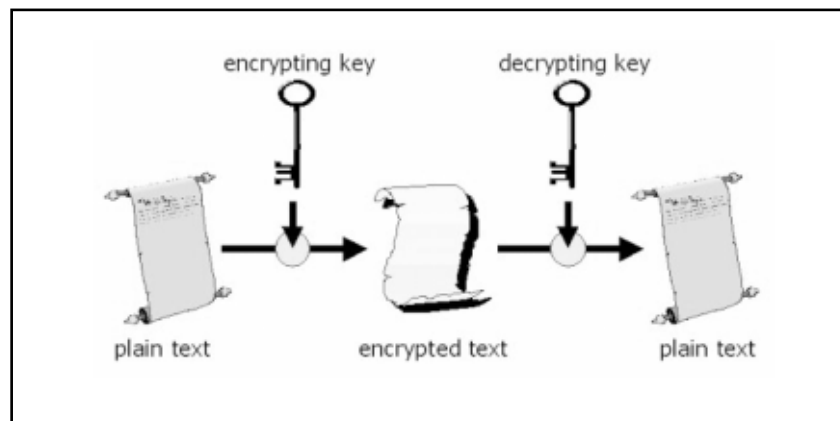 encrypting key
decrypting key
plain text
encrypted text
plain text